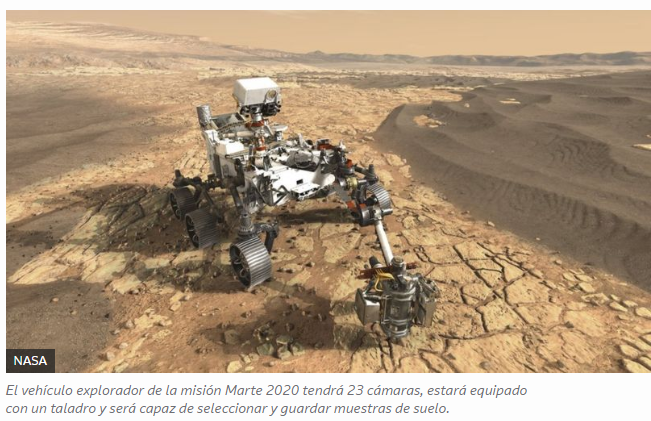 NASA
El vehículo explorador de la misión Marte 2020 tendrá 23 cámaras, estará equipado
con un taladro y será capaz de seleccionar y guardar muestras de suelo.